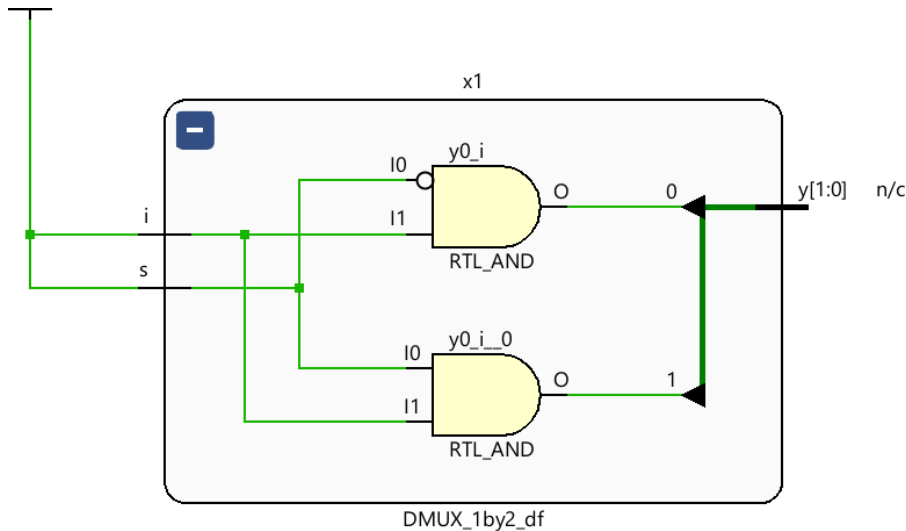 x1
y0_i
I0
O
0
y[1:0] n/c
i
I1
RTL_AND
s
y0_i__0
I0
O
1
I1
RTL_AND
DMUX_1by2_df